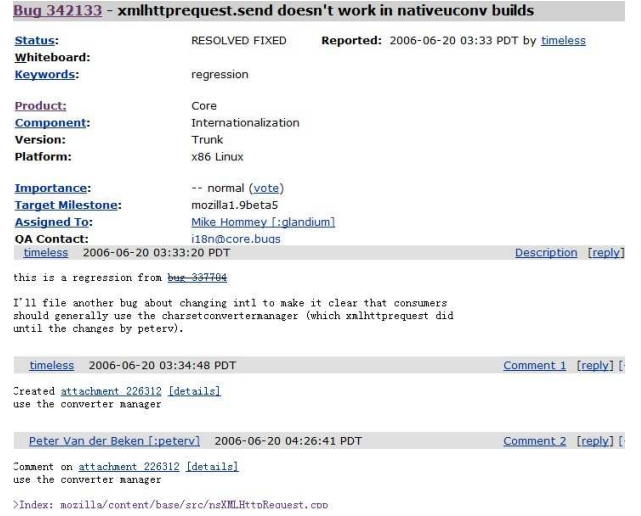 Bug 342133 - xmlhttprequest.send doesn't work in nativeuconv builds
Status: RESOLVED FIXED Reported: 2006-06-20 03:33 PDT by timeless
Whiteboard:
Keywords: regression
Product: Core
Component: Internationalization
Version: Trunk
Platform: x86 Linux
Importance: -- normal (vote)
Target Milestone: mozilla1.9beta5
Assigned To: Mike Hommey [:glandium]
QA Contact: i18n@core.bugs
timeless 2006-06-20 03:33:20 PDT Description [reply]
this is a regression from bug 337704
I'll file another bug about changing intl to make it clear that consumers
should generally use the charsetconvertermanager (which xmlhttprequest did
until the changes by peterv).
timeless 2006-06-20 03:34:48 PDT Comment 1 [reply] [
Created attachment 226312 [details]
use the converter manager
Peter Van der Beken [:peterv] 2006-06-20 04:26:41 PDT Comment 2 [reply] [
Comment on attachment 226312 [details]
use the converter manager
>Index: mozilla/content/base/src/nsXMLHttpRequest.cpp